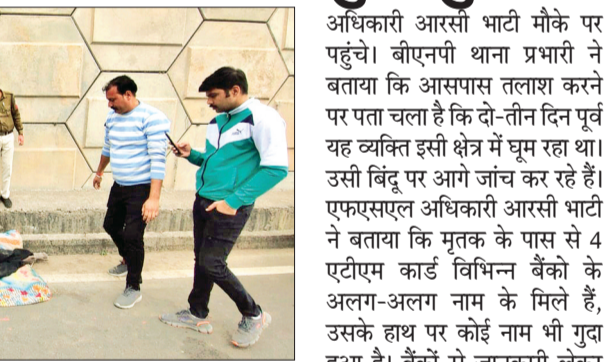 अधिकारी आरसी भाटी मौके पर
पहुंचे। बीएनपी थाना प्रभारी ने
बताया कि आसपास तलाश करने
पर पता चला है कि दो-तीन दिन पूर्व
यह व्यक्ति इसी क्षेत्र में घूम रहा था।
उसी बिंदू पर आगे जांच कर रहे हैं।
एफएसएल अधिकारी आरसी भाटी
ने बताया कि मृतक के पास से 4
एटीएम कार्ड विभिन्न बैंको के
अलग-अलग नाम के मिले हैं,
उसके हाथ पर कोई नाम भी गुदा